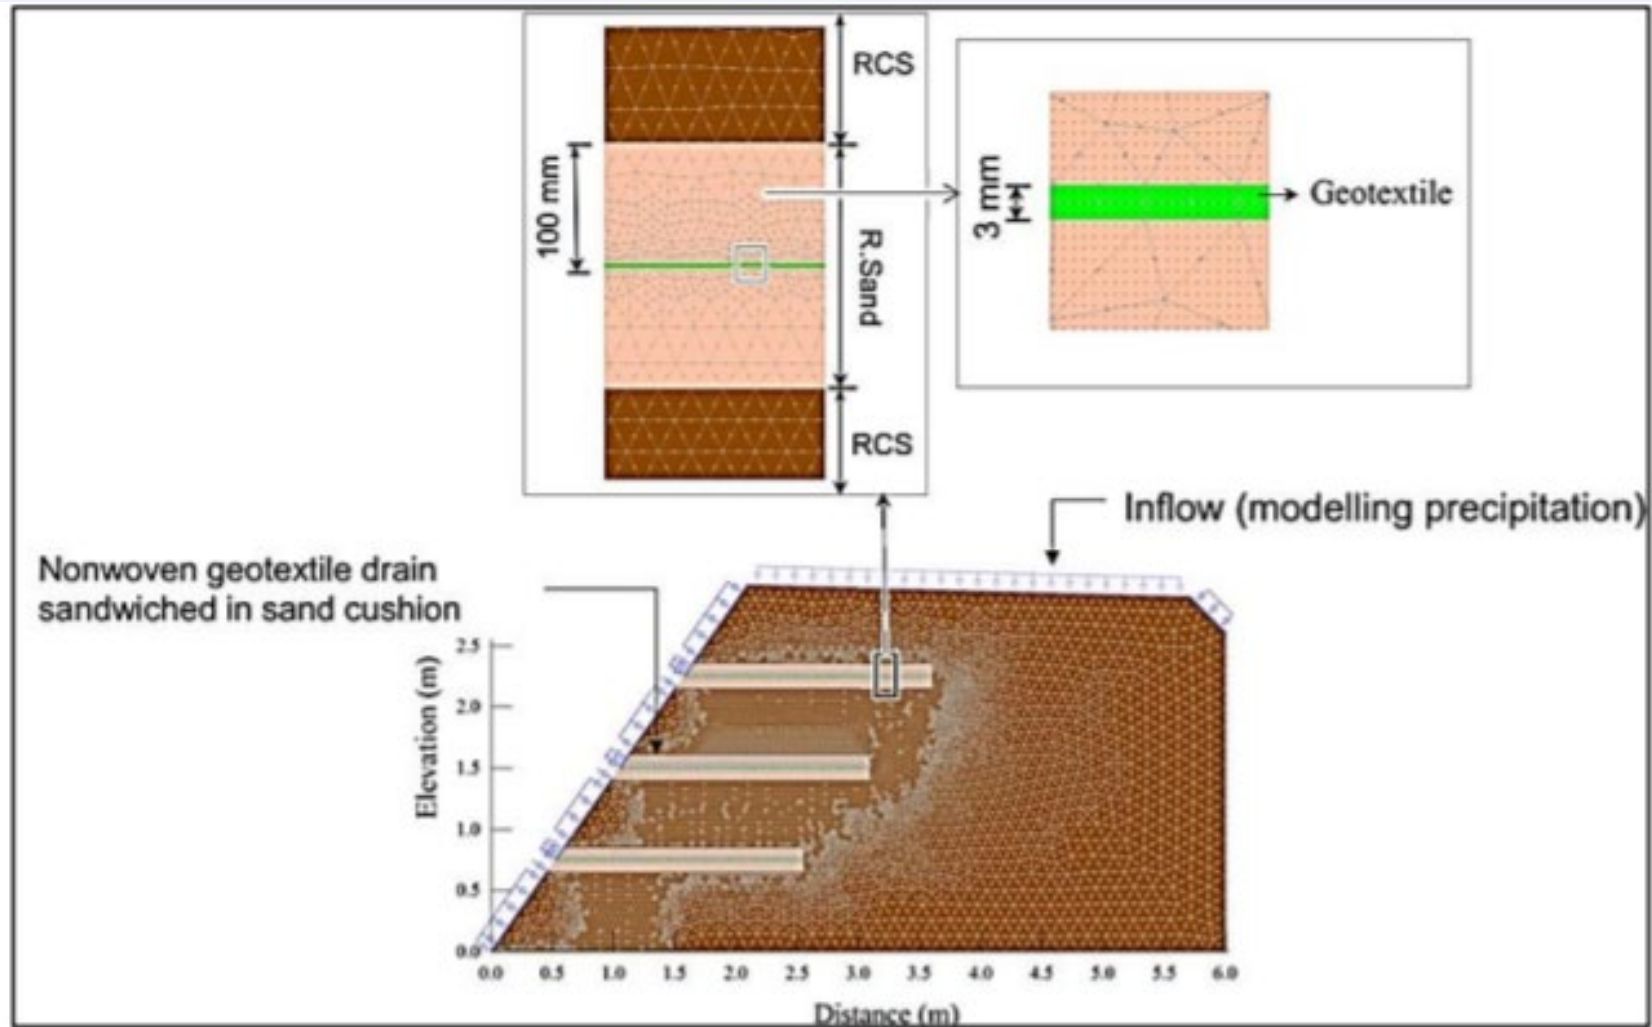 RCS
100 mm
R.Sand
RCS
3 mm
Geotextile
Inflow (modelling precipitation)
Nonwoven geotextile drain
sandwiched in sand cushion
Elevation (m)
2.5
2.0
1.5
1.0
0.5
0.0
0.0 0.5 1.0 1.5 2.0 2.5 3.0 3.5 4.0 4.5 5.0 5.5 6.0
Distance (m)